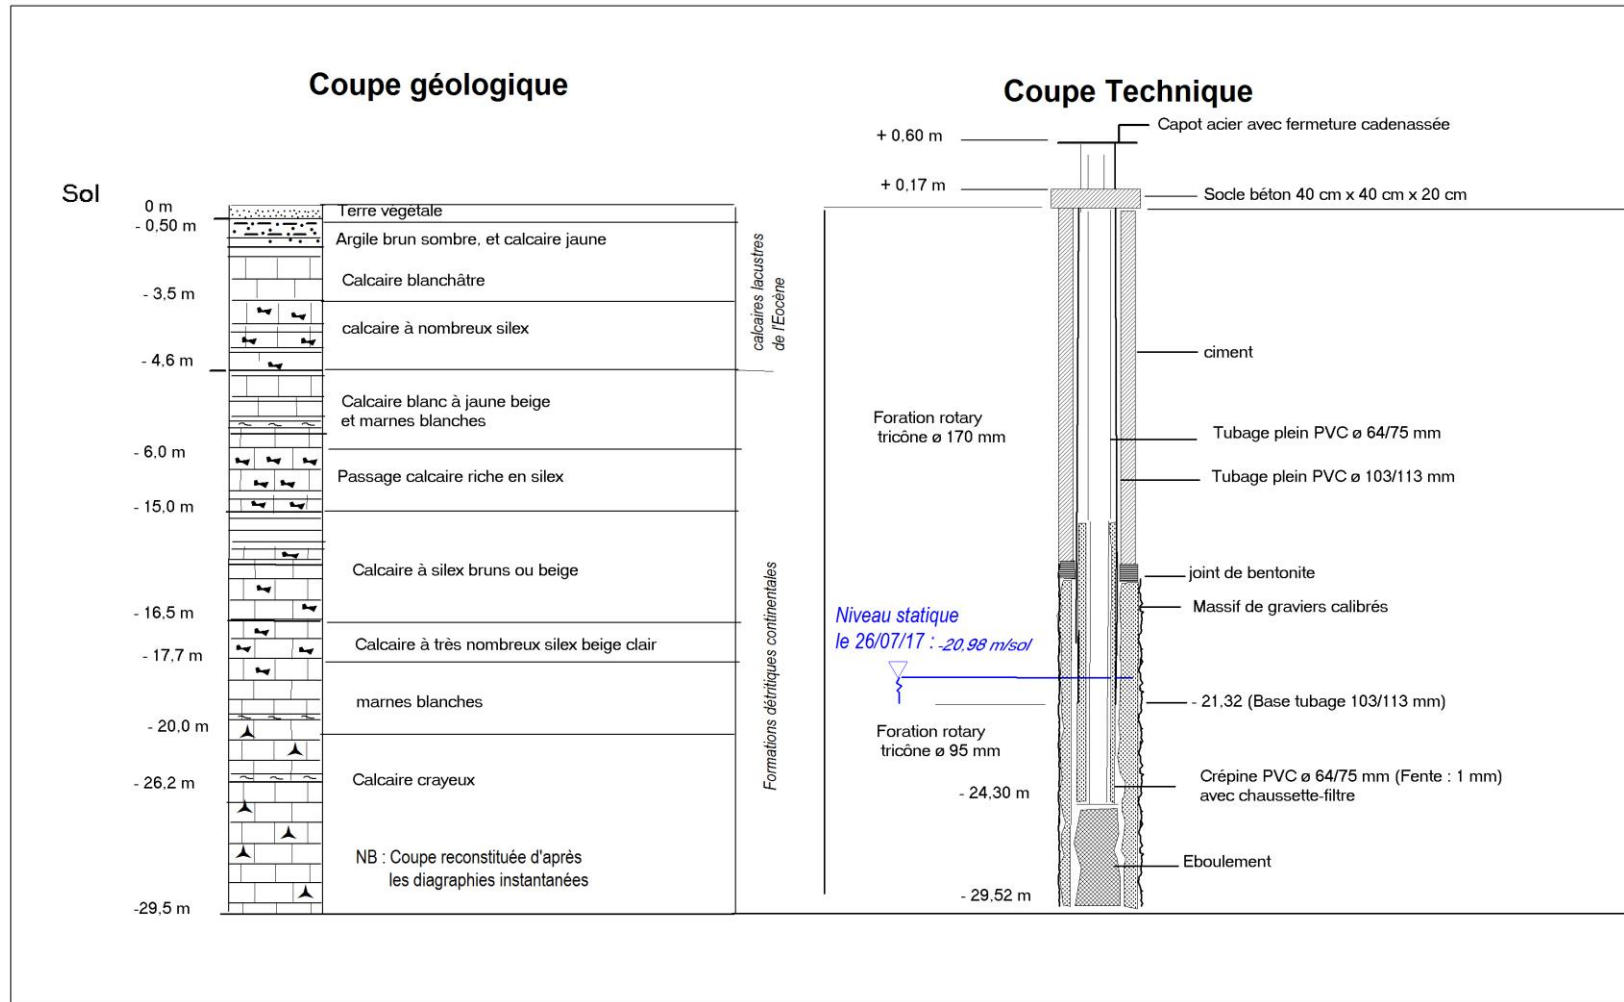 Coupe géologique
Sol
0 m
- 0,50 m
- 3.5 m
- 4,6 m
- 6,0 m
- 15,0 m
- 16,5 m
- 17,7 m
- 20.0 m
- 26,2 m
-29,5 m
Terre végétale
Argile brun sombre, et calcaire jaune
Calcaire blanchâtre
calcaire à nombreux silex
Calcaire blanc à jaune beige
et marnes blanches
Passage calcaire riche en silex
Calcaire à silex bruns ou beige
Calcaire à très nombreux silex beige clair
marnes blanches
Calcaire crayeux
NB : Coupe reconstituée d'après
les diagraphies instantanées
calcaires lacustres
de l'Eocène
Formations détritiques continentales
Coupe Technique
+ 0,60 m
Capot acier avec fermeture cadenassée
+ 0,17 m
Socle béton 40 cm x 40 cm x 20 cm
ciment
Foration rotary
tricône ø 170 mm
Tubage plein PVC ø 64/75 mm
Tubage plein PVC ø 103/113 mm
joint de bentonite
Massif de graviers calibrés
Niveau statique
le 26/07/17 : -20,98 m/sol
- 21,32 (Base tubage 103/113 mm)
Foration rotary
tricône ø 95 mm
Crépine PVC ø 64/75 mm (Fente : 1 mm)
avec chaussette-filtre
- 24,30 m
Eboulement
- 29,52 m